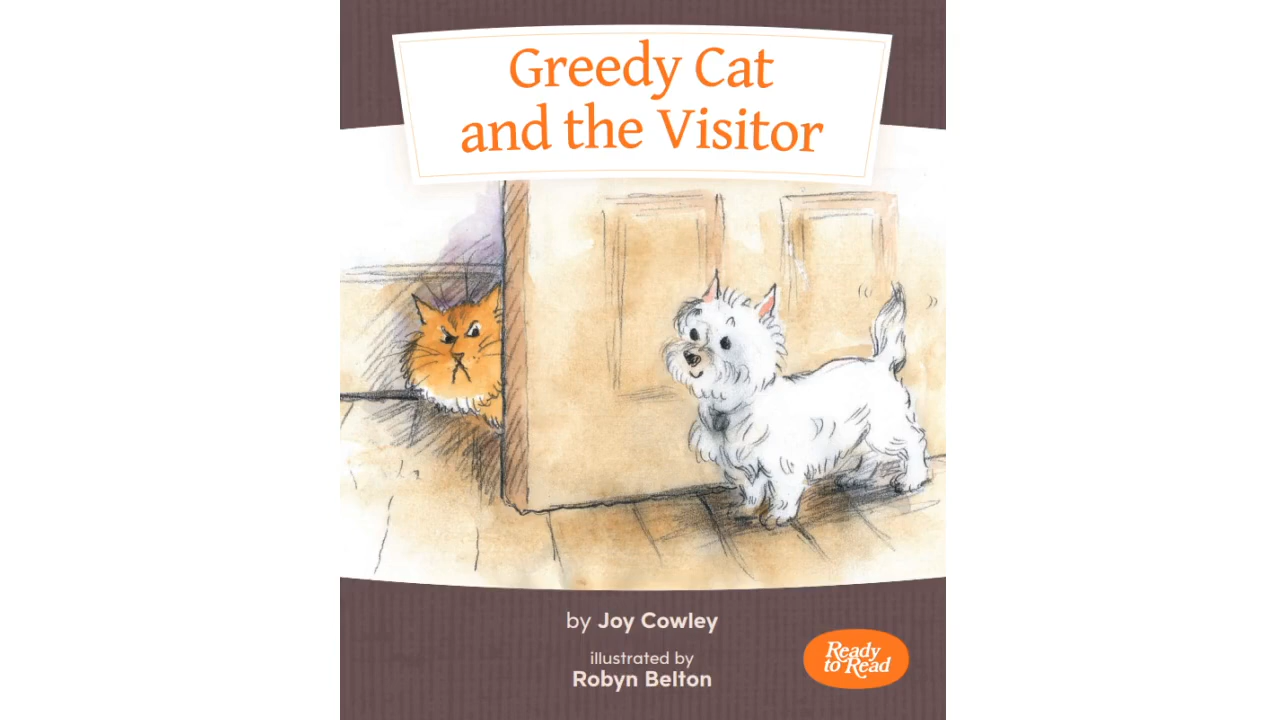 Greedy Cat
and the Visitor
by Joy Cowley
illustrated by
Robyn Belton
Ready
to Read